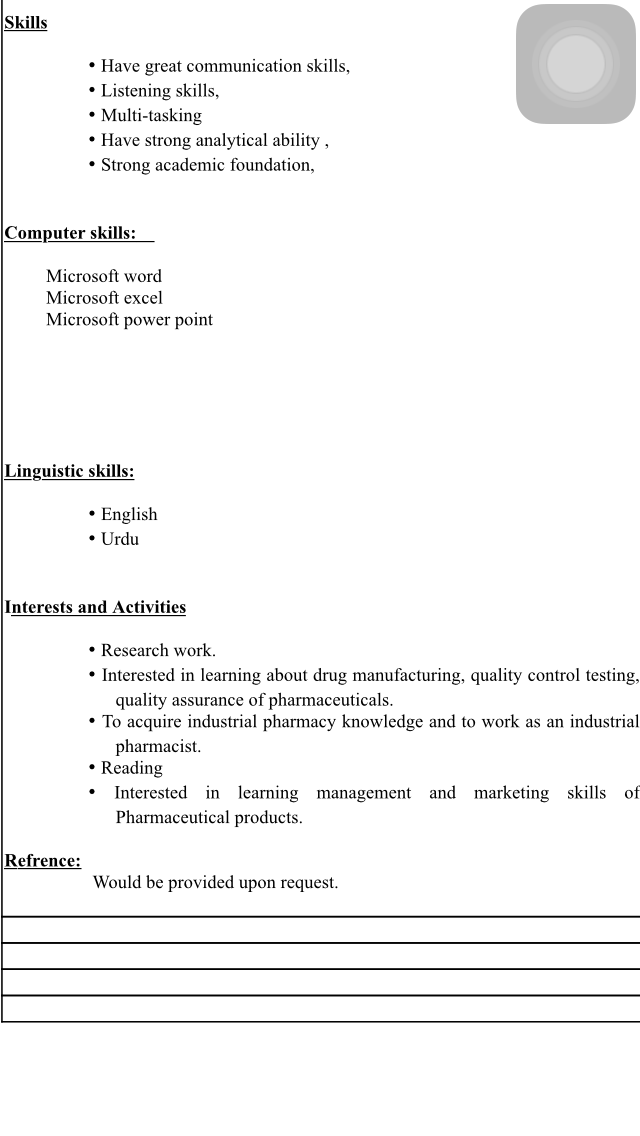 Skills
• Have great communication skills,
• Listening skills,
• Multi-tasking
• Have strong analytical ability ,
• Strong academic foundation,
Computer skills:
Microsoft word
Microsoft excel
Microsoft power point
Linguistic skills:
• English
• Urdu
Interests and Activities
• Research work.
• Interested in learning about drug manufacturing, quality control testing,
quality assurance of pharmaceuticals.
• To acquire industrial pharmacy knowledge and to work as an industrial
pharmacist.
• Reading
• Interested in learning management and marketing skills of
Pharmaceutical products.
Refrence:
Would be provided upon request.